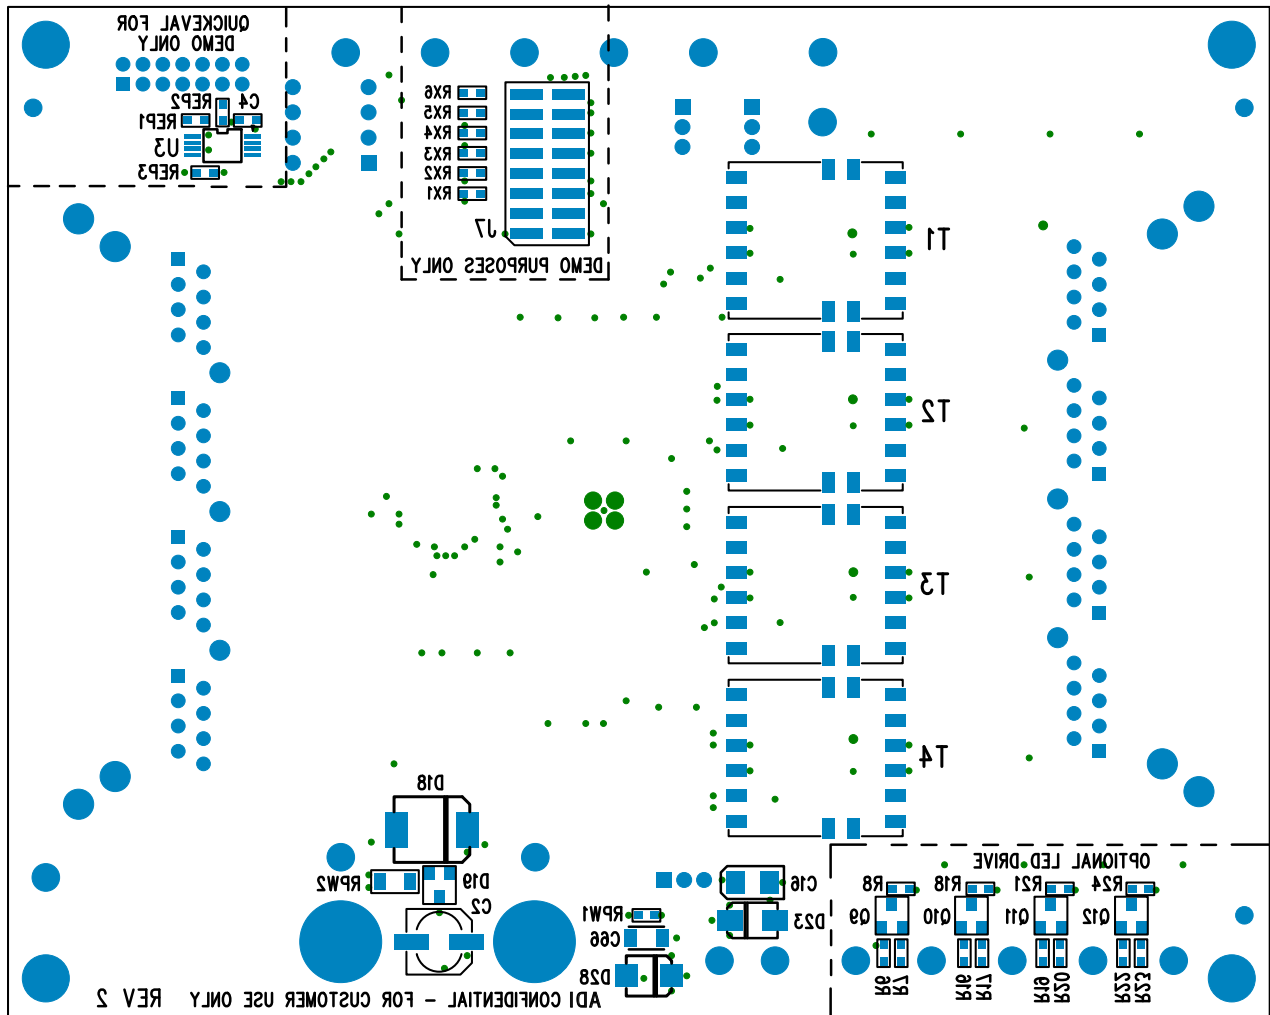 QUICKEVAL FOR
DEMO ONLY
REP2
C4
REP1
U3
REP3
RX6
RX5
RX4
RX3
RX2
RX1
J7
DEMO PURPOSES ONLY
T1
T2
T3
T4
D18
RPW2
D19
C2
C16
RPW1
D23
C66
D28
OPTIONAL LED DRIVE
R8
R18
R21
R24
Q9
Q10
Q11
Q12
R6
R7
R16
R17
R19
R20
R22
R23
ADI CONFIDENTIAL - FOR CUSTOMER USE ONLY
REV 2